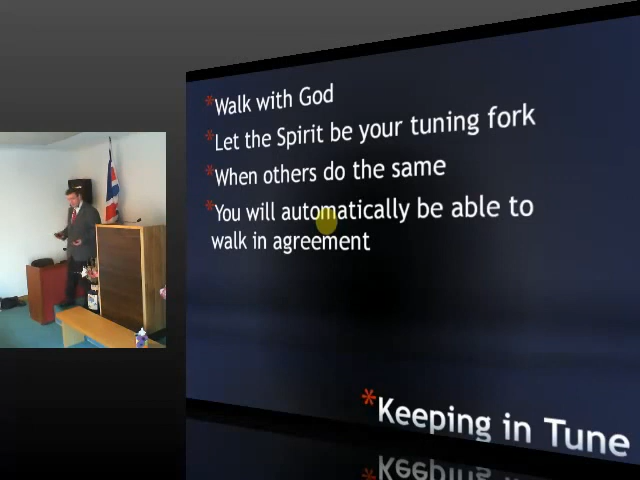 *Walk with God
*Let the Spirit be your tuning fork
*When others do the same
*You will automatically be able to
walk in agreement
*Keeping in Tune